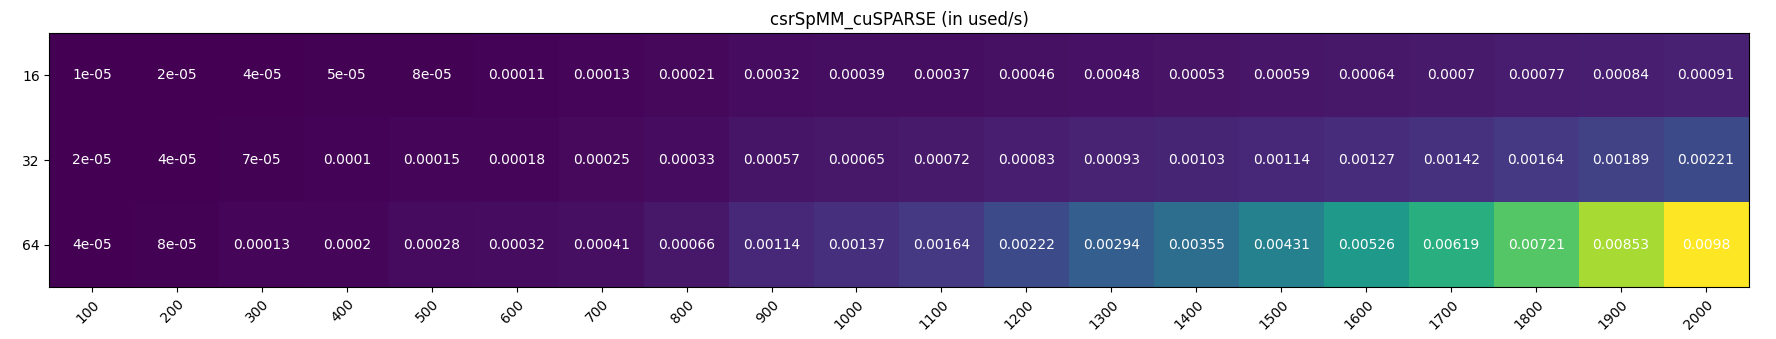 csrSpMM_cuSPARSE (in used/s)
16 1e-05 2e-05 4e-05 5e-05 8e-05 0.00011 0.00013 0.00021 0.00032 0.00039 0.00037 0.00046 0.00048 0.00053 0.00059 0.00064 0.0007 0.00077 0.00084 0.00091
32 2e-05 4e-05 7e-05 0.0001 0.00015 0.00018 0.00025 0.00033 0.00057 0.00065 0.00072 0.00083 0.00093 0.00103 0.00114 0.00127 0.00142 0.00164 0.00189 0.00221
64 4e-05 8e-05 0.00013 0.0002 0.00028 0.00032 0.00041 0.00066 0.00114 0.00137 0.00164 0.00222 0.00294 0.00355 0.00431 0.00526 0.00619 0.00721 0.00853 0.0098
100 200 300 400 500 600 700 800 900 1000 1100 1200 1300 1400 1500 1600 1700 1800 1900 2000